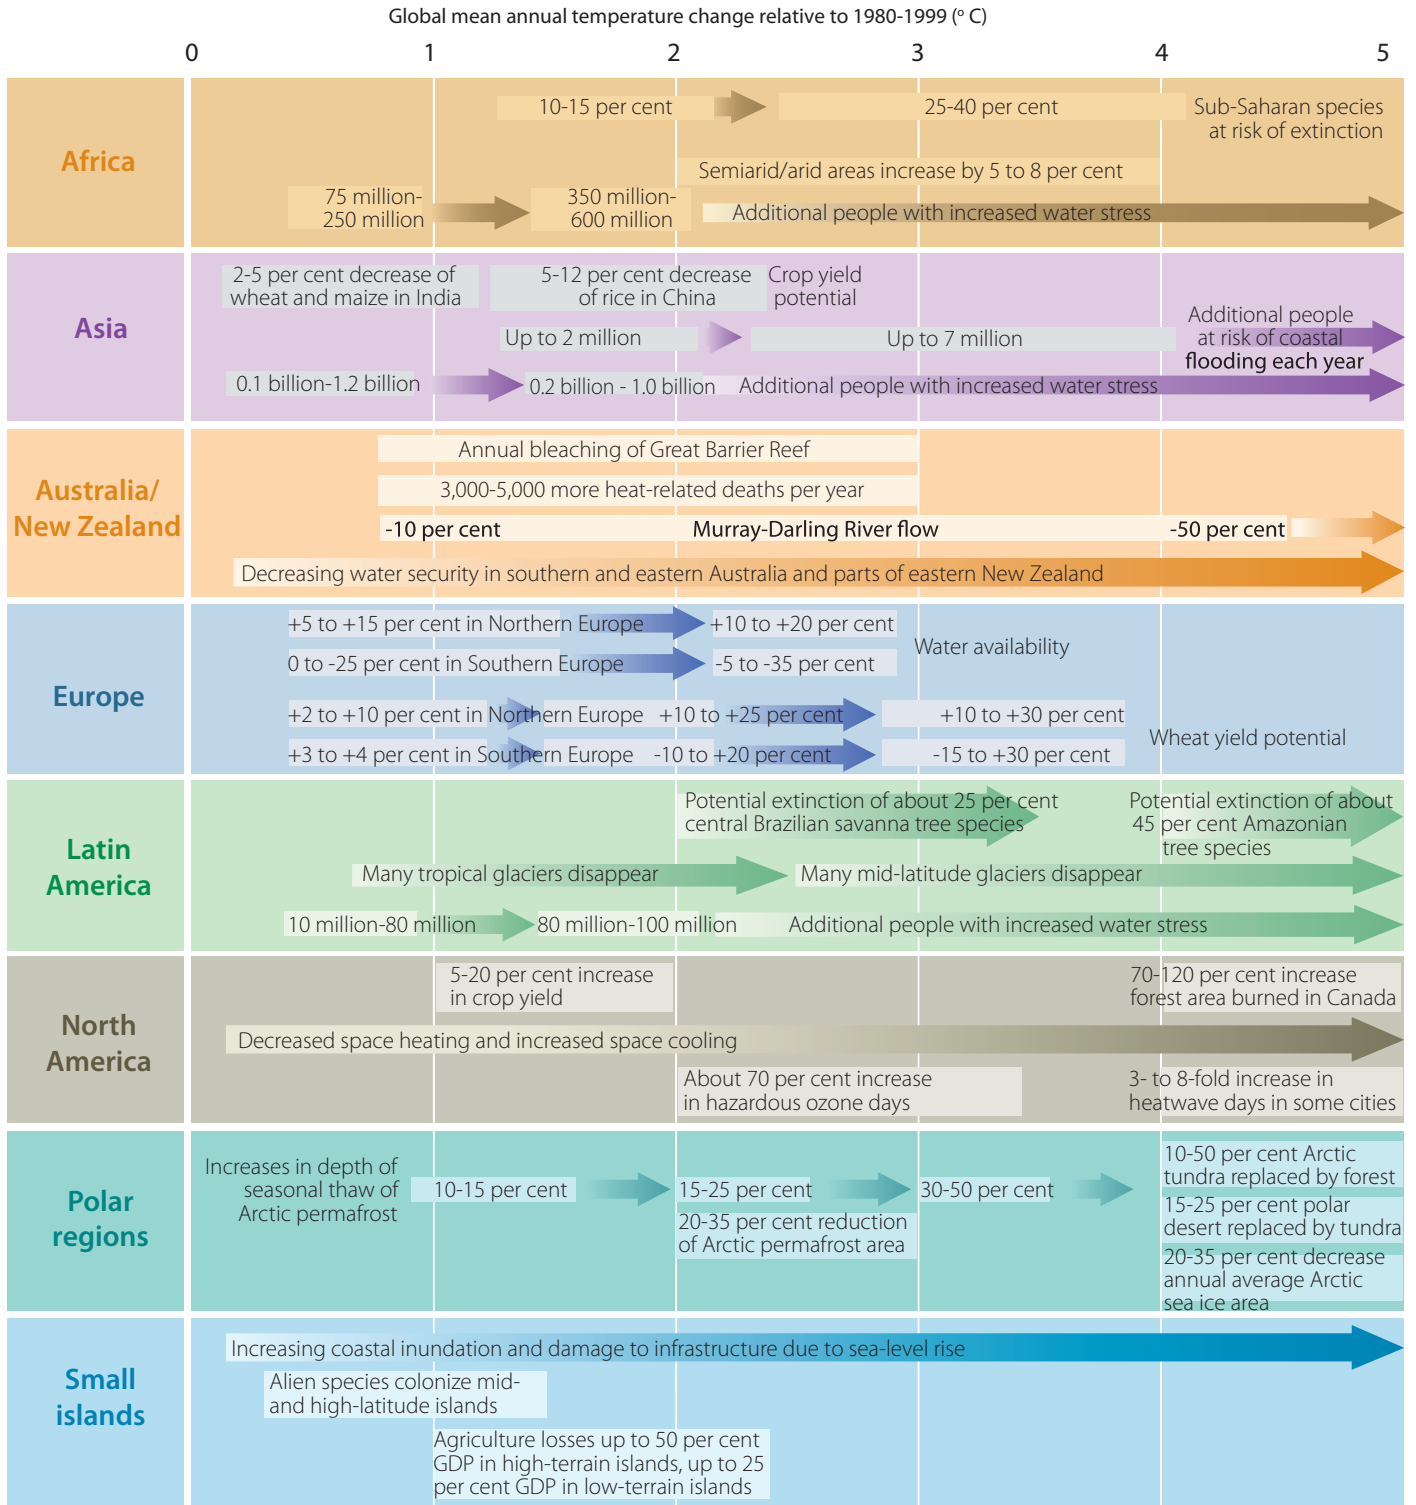 Global mean annual temperature change relative to 1980-1999 (° C)
0 1 2 3 4 5
Africa
10-15 per cent
25-40 per cent
Sub-Saharan species
at risk of extinction
Semiarid/arid areas increase by 5 to 8 per cent
75 million-
250 million
350 million-
600 million
Additional people with increased water stress
Asia
2-5 per cent decrease of
wheat and maize in India
5-12 per cent decrease
of rice in China
Crop yield
potential
Up to 2 million
Up to 7 million
Additional people
at risk of coastal
flooding each year
0.1 billion-1.2 billion
0.2 billion - 1.0 billion
Additional people with increased water stress
Australia/
New Zealand
Annual bleaching of Great Barrier Reef
3,000-5,000 more heat-related deaths per year
-10 per cent
Murray-Darling River flow
-50 per cent
Decreasing water security in southern and eastern Australia and parts of eastern New Zealand
Europe
+5 to +15 per cent in Northern Europe
+10 to +20 per cent
0 to -25 per cent in Southern Europe
-5 to -35 per cent
Water availability
+2 to +10 per cent in Northern Europe
+10 to +25 per cent
+10 to +30 per cent
+3 to +4 per cent in Southern Europe
-10 to +20 per cent
-15 to +30 per cent
Wheat yield potential
Latin
America
Potential extinction of about 25 per cent
central Brazilian savanna tree species
Potential extinction of about
45 per cent Amazonian
tree species
Many tropical glaciers disappear
Many mid-latitude glaciers disappear
10 million-80 million
80 million-100 million
Additional people with increased water stress
North
America
5-20 per cent increase
in crop yield
70-120 per cent increase
forest area burned in Canada
Decreased space heating and increased space cooling
About 70 per cent increase
in hazardous ozone days
3- to 8-fold increase in
heatwave days in some cities
Polar
regions
Increases in depth of
seasonal thaw of
Arctic permafrost
10-15 per cent
15-25 per cent
30-50 per cent
20-35 per cent reduction
of Arctic permafrost area
10-50 per cent Arctic
tundra replaced by forest
15-25 per cent polar
desert replaced by tundra
20-35 per cent decrease
annual average Arctic
sea ice area
Small
islands
Increasing coastal inundation and damage to infrastructure due to sea-level rise
Alien species colonize mid-
and high-latitude islands
Agriculture losses up to 50 per cent
GDP in high-terrain islands, up to 25
per cent GDP in low-terrain islands